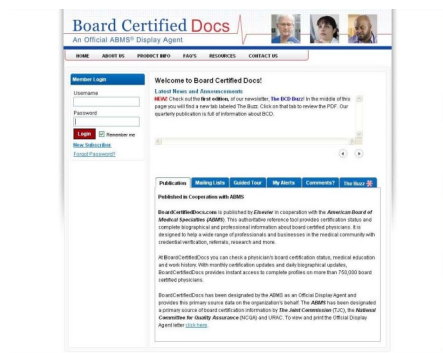 Board Certified Docs
An Official ABMS® Display Agent
HOME ABOUT US PRODUCT INFO FAQ'S RESOURCES CONTACT US
Member Login
Username
Password
Login Remember me
New Subscriber
Forgot Password?
Welcome to Board Certified Docs!
Latest News and Announcements
NEW! Check out the first edition, of our newsletter, The BCD Buzz! In the middle of this
page you will find a new tab labeled The Buzz. Click on that tab to review the PDF. Our
quarterly publication is full of information about BCD.
Publication Mailing Lists Guided Tour My Alerts Comments? The Buzz
Published in Cooperation with ABMS
BoardCertifiedDocs.com is published by Elsevier in cooperation with the American Board of
Medical Specialties (ABMS). This authoritative reference tool provides certification status and
complete biographical and professional information about board certified physicians. It is
designed to help a wide range of professionals and businesses in the medical community with
credential verification, referrals, research and more.
At BoardCertifiedDocs you can check a physician's board certification status, medical education
and work history. With monthly certification updates and daily biographical updates,
BoardCertifiedDocs provides instant access to complete profiles on more than 750,000 board
certified physicians.
BoardCertifiedDocs has been designated by the ABMS as an Official Display Agent and
provides this primary source data on the organization's behalf. The ABMS has been designated
a primary source of board certification information by The Joint Commission (TJC), the National
Committee for Quality Assurance (NCQA) and URAC. To view and print the Official Display
Agent letter click here.